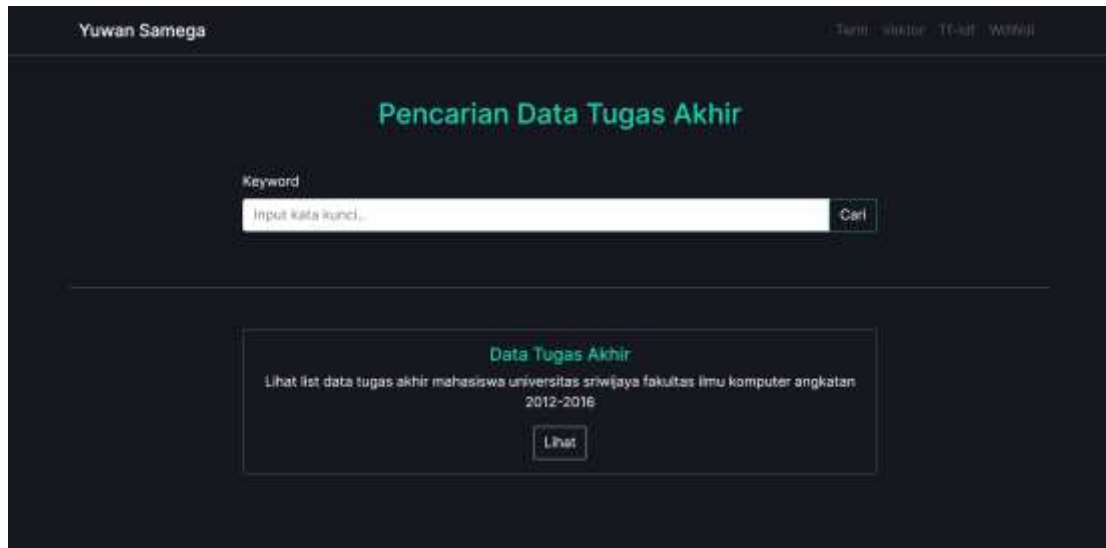 Yuwan Samega
Term Vektor Tf-idf
Pencarian Data Tugas Akhir
Keyword
Input kata kunci...
Cari
Data Tugas Akhir
Lihat list data tugas akhir mahasiswa universitas sriwijaya fakultas ilmu komputer angkatan
2012-2016
Lihat